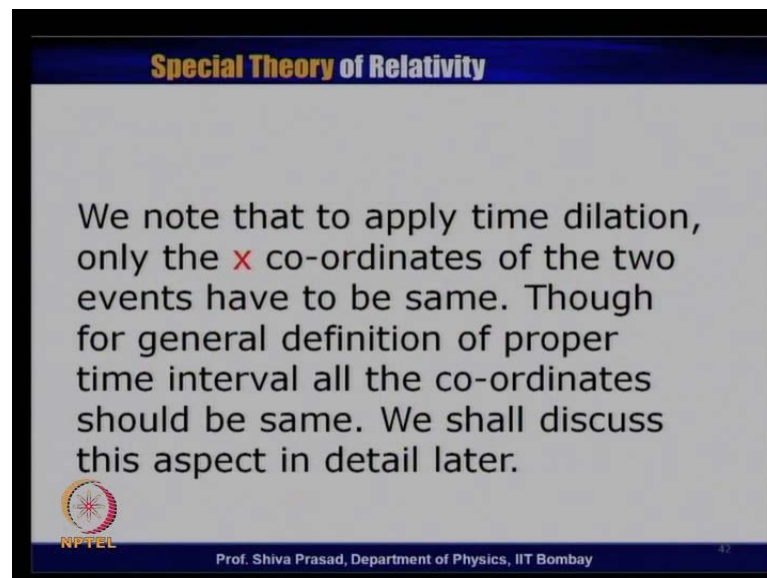 Special Theory of Relativity
We note that to apply time dilation,
only the x co-ordinates of the two
events have to be same. Though
for general definition of proper
time interval all the co-ordinates
should be same. We shall discuss
this aspect in detail later.
NPTEL
Prof. Shiva Prasad, Department of Physics, IIT Bombay
42